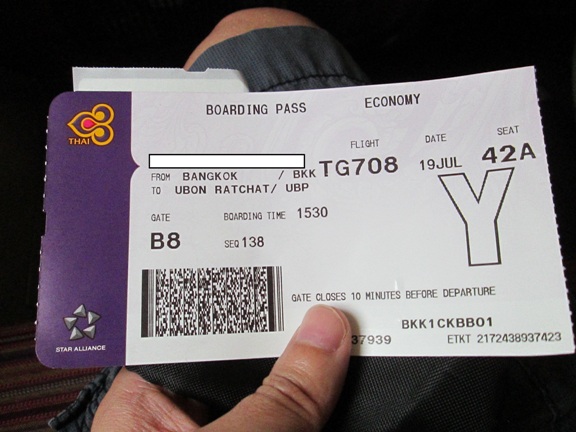 BOARDING PASS ECONOMY
THAI
FLIGHT DATE SEAT
FROM BANGKOK / BKK TG708 19JUL 42A
TO UBON RATCHAT/ UBP
Y
GATE BOARDING TIME 1530
B8 SEQ 138
GATE CLOSES 10 MINUTES BEFORE DEPARTURE
STAR ALLIANCE
BKK1CKBB01
37939 ETKT 2172438937423